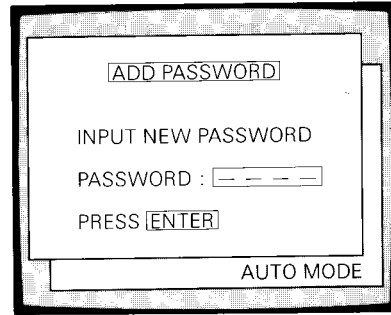 ADD PASSWORD
INPUT NEW PASSWORD
PASSWORD : – – – –
PRESS ENTER
AUTO MODE